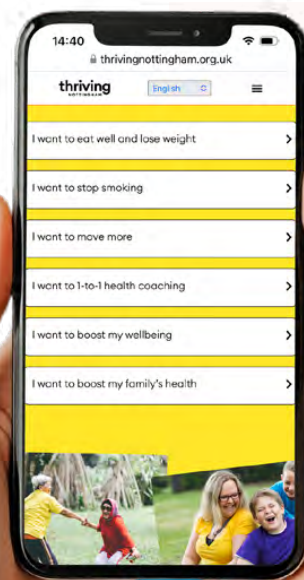 14:40
thrivingnottingham.org.uk
thriving
NOTTINGHAM
English
I want to eat well and lose weight
I want to stop smoking
I want to move more
I want to 1-to-1 health coaching
I want to boost my wellbeing
I want to boost my family's health